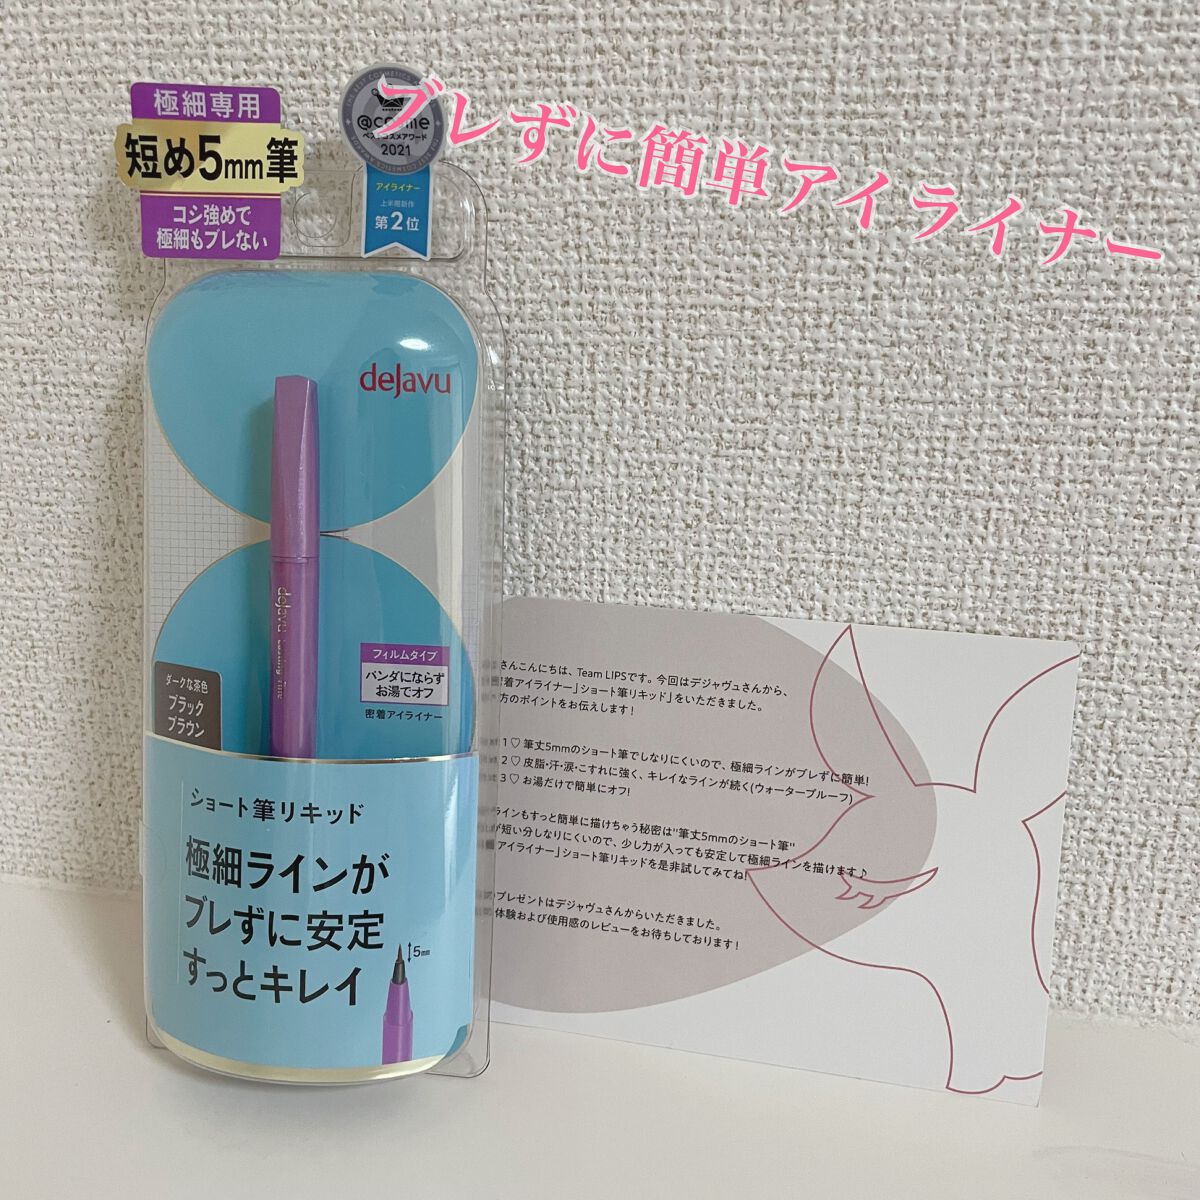 ブレずに簡単アイライナー
極細専用
短め5mm筆
コシ強めで
極細もブレない
@cosme
ベストコスメアワード
2021
アイライナー
上半期新作
第2位
deJavu
deJavu Lasting fine
フィルムタイプ
パンダにならず
お湯でオフ
密着アイライナー
ダークな茶色
ブラック
ブラウン
ショート筆リキッド
極細ラインが
ブレずに安定
すっとキレイ
5mm
さんこんにちは、Team LIPSです。今回はデジャヴュさんから、
密着アイライナー」ショート筆リキッド」をいただきました。
方のポイントをお伝えします!
1♡筆丈5mmのショート筆でしなりにくいので、極細ラインがブレずに簡単!
2♡皮脂・汗・涙・こすれに強く、キレイなラインが続く(ウォータープルーフ)
3♡お湯だけで簡単にオフ!
ラインももっと簡単に描けちゃう秘密は"筆丈5mmのショート筆"
が短い分しなりにくいので、少し力が入っても安定して極細ラインを描けます♪
アイライナー」ショート筆リキッドを是非試してみてね!
プレゼントはデジャヴュさんからいただきました。
体験および使用感のレビューをお待ちしております!